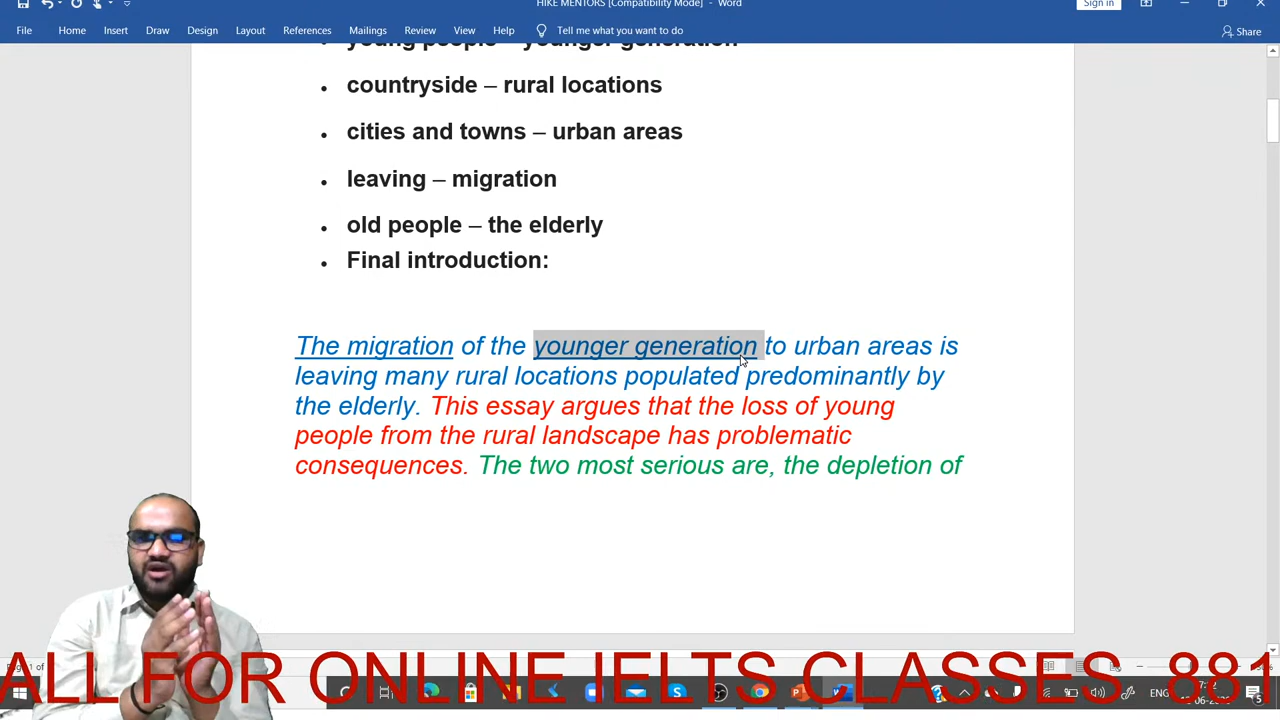 HIKE MENTORS [Compatibility Mode] - Word
Sign in
File Home Insert Draw Design Layout References Mailings Review View Help Tell me what you want to do Share
young people – younger generation
• countryside – rural locations
• cities and towns – urban areas
• leaving – migration
• old people – the elderly
• Final introduction:
The migration of the younger generation to urban areas is
leaving many rural locations populated predominantly by
the elderly. This essay argues that the loss of young
people from the rural landscape has problematic
consequences. The two most serious are, the depletion of
ALL FOR ONLINE IELTS CLASSES 881
ENG